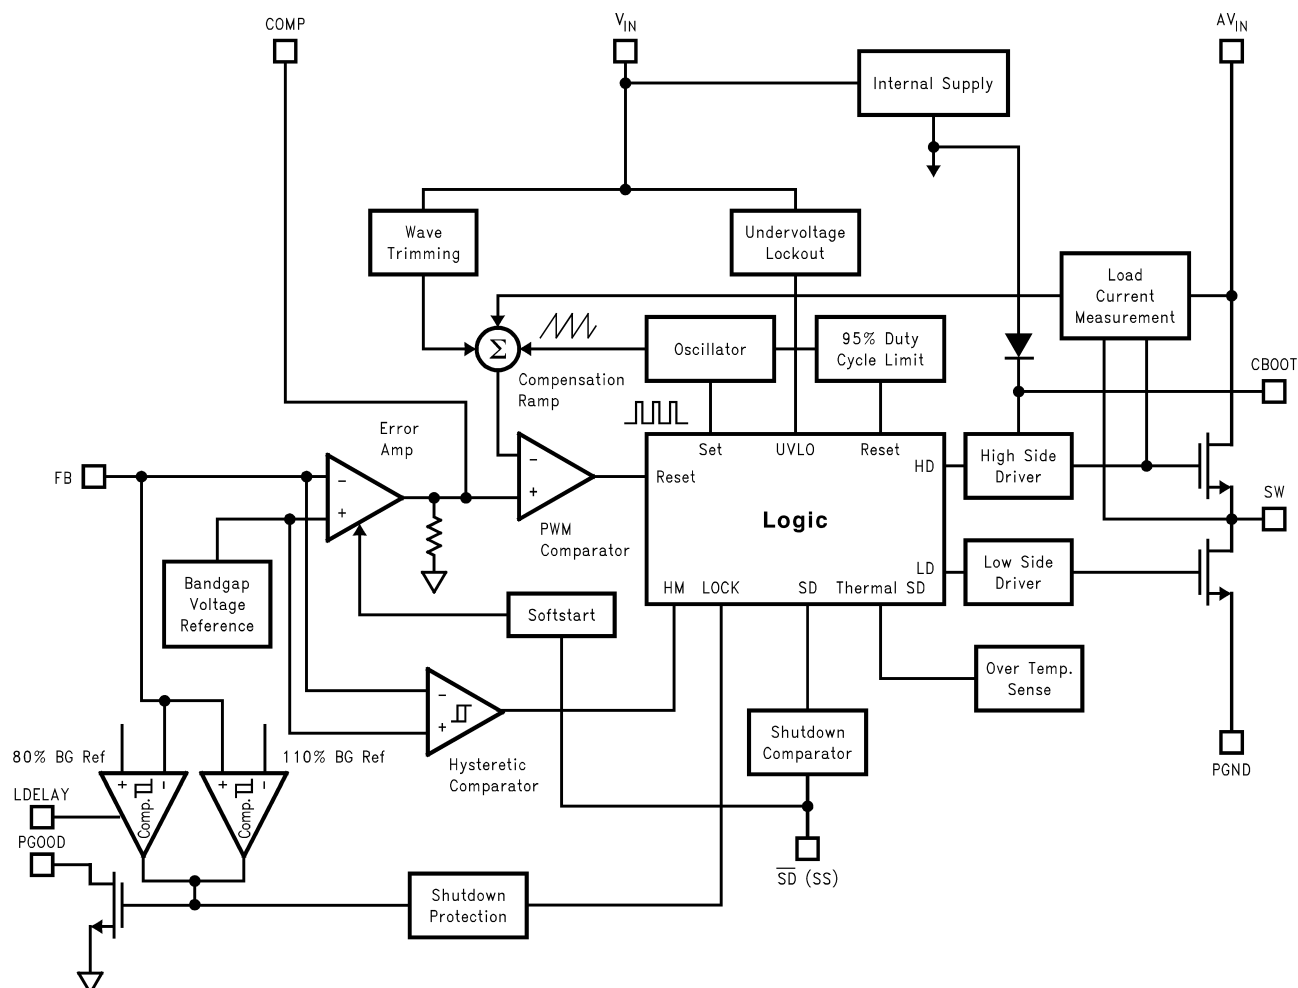 COMP
VIN
AVIN
Internal Supply
Wave
Trimming
Undervoltage
Lockout
Load
Current
Measurement
Σ
Oscillator
95% Duty
Cycle Limit
Compensation
Ramp
CBOOT
Error
Amp
FB
-
+
-
+
PWM
Comparator
Set
UVLO
Reset
Reset
HD
Logic
LD
HM
LOCK
SD
Thermal SD
High Side
Driver
SW
Low Side
Driver
Bandgap
Voltage
Reference
Softstart
Over Temp.
Sense
-
+
Hysteretic
Comparator
Shutdown
Comparator
PGND
80% BG Ref
110% BG Ref
+
-
Comp.
+
-
Comp.
LDELAY
PGOOD
Shutdown
Protection
S̅D̅ (SS)